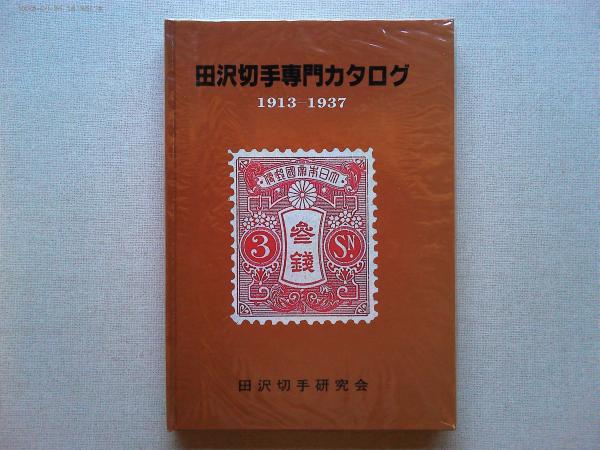 田沢切手専門カタログ
1913-1937
大日本帝國郵便
参銭
3
SN
田沢切手研究会